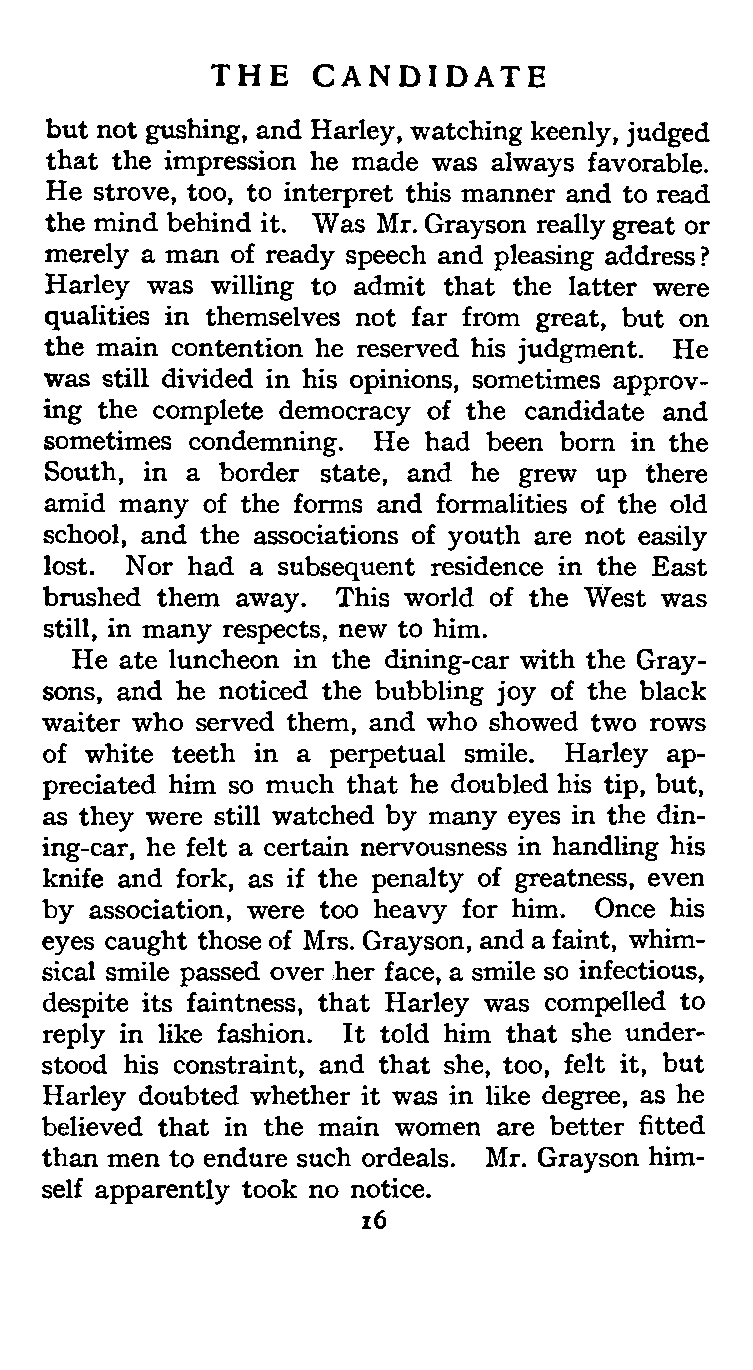 THE CANDIDATE
but not gushing, and Harley, watching keenly, judged
that the impression he made was always favorable.
He strove, too, to interpret this manner and to read
the mind behind it. Was Mr. Grayson really great or
merely a man of ready speech and pleasing address?
Harley was willing to admit that the latter were
qualities in themselves not far from great, but on
the main contention he reserved his judgment. He
was still divided in his opinions, sometimes approv-
ing the complete democracy of the candidate and
sometimes condemning. He had been born in the
South, in a border state, and he grew up there
amid many of the forms and formalities of the old
school, and the associations of youth are not easily
lost. Nor had a subsequent residence in the East
brushed them away. This world of the West was
still, in many respects, new to him.
He ate luncheon in the dining-car with the Gray-
sons, and he noticed the bubbling joy of the black
waiter who served them, and who showed two rows
of white teeth in a perpetual smile. Harley ap-
preciated him so much that he doubled his tip, but,
as they were still watched by many eyes in the din-
ing-car, he felt a certain nervousness in handling his
knife and fork, as if the penalty of greatness, even
by association, were too heavy for him. Once his
eyes caught those of Mrs. Grayson, and a faint, whim-
sical smile passed over her face, a smile so infectious,
despite its faintness, that Harley was compelled to
reply in like fashion. It told him that she under-
stood his constraint, and that she, too, felt it, but
Harley doubted whether it was in like degree, as he
believed that in the main women are better fitted
than men to endure such ordeals. Mr. Grayson him-
self apparently took no notice.
16